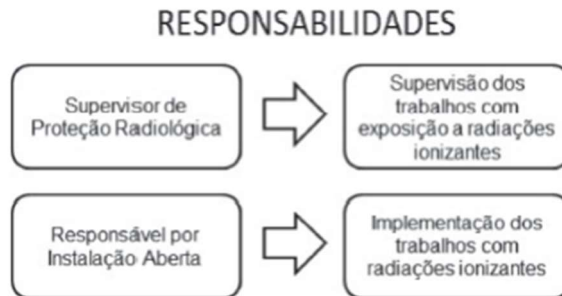 RESPONSABILIDADES
Supervisor de
Proteção Radiológica
Supervisão dos
trabalhos com
exposição a radiações
ionizantes
Responsável por
Instalação Aberta
Implementação dos
trabalhos com
radiações ionizantes